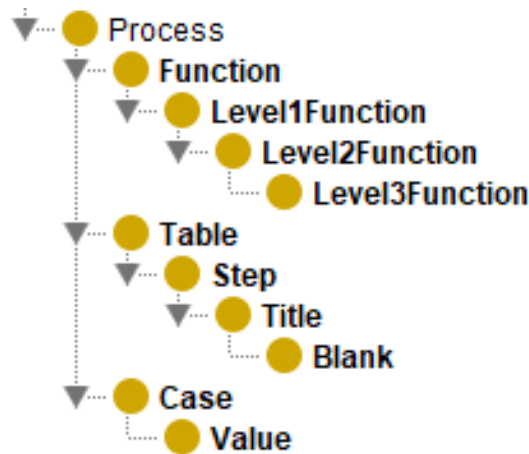 Process
Function
Level1Function
Level2Function
Level3Function
Table
Step
Title
Blank
Case
Value